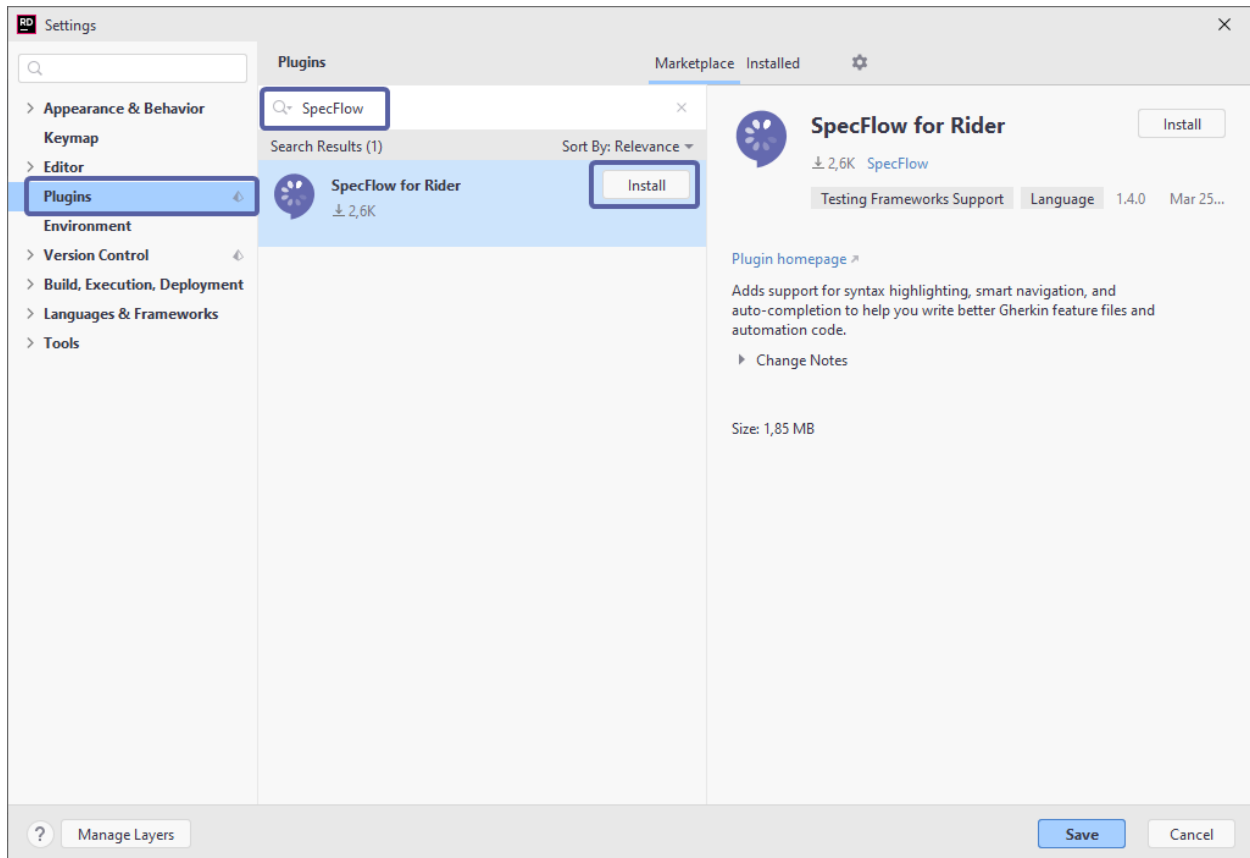 RD Settings
Plugins
Marketplace Installed
Appearance & Behavior
Keymap
Editor
Plugins
Environment
Version Control
Build, Execution, Deployment
Languages & Frameworks
Tools
SpecFlow
Search Results (1) Sort By: Relevance
SpecFlow for Rider Install
2,6K
SpecFlow for Rider Install
2,6K SpecFlow
Testing Frameworks Support Language 1.4.0 Mar 25...
Plugin homepage
Adds support for syntax highlighting, smart navigation, and
auto-completion to help you write better Gherkin feature files and
automation code.
Change Notes
Size: 1,85 MB
? Manage Layers Save Cancel